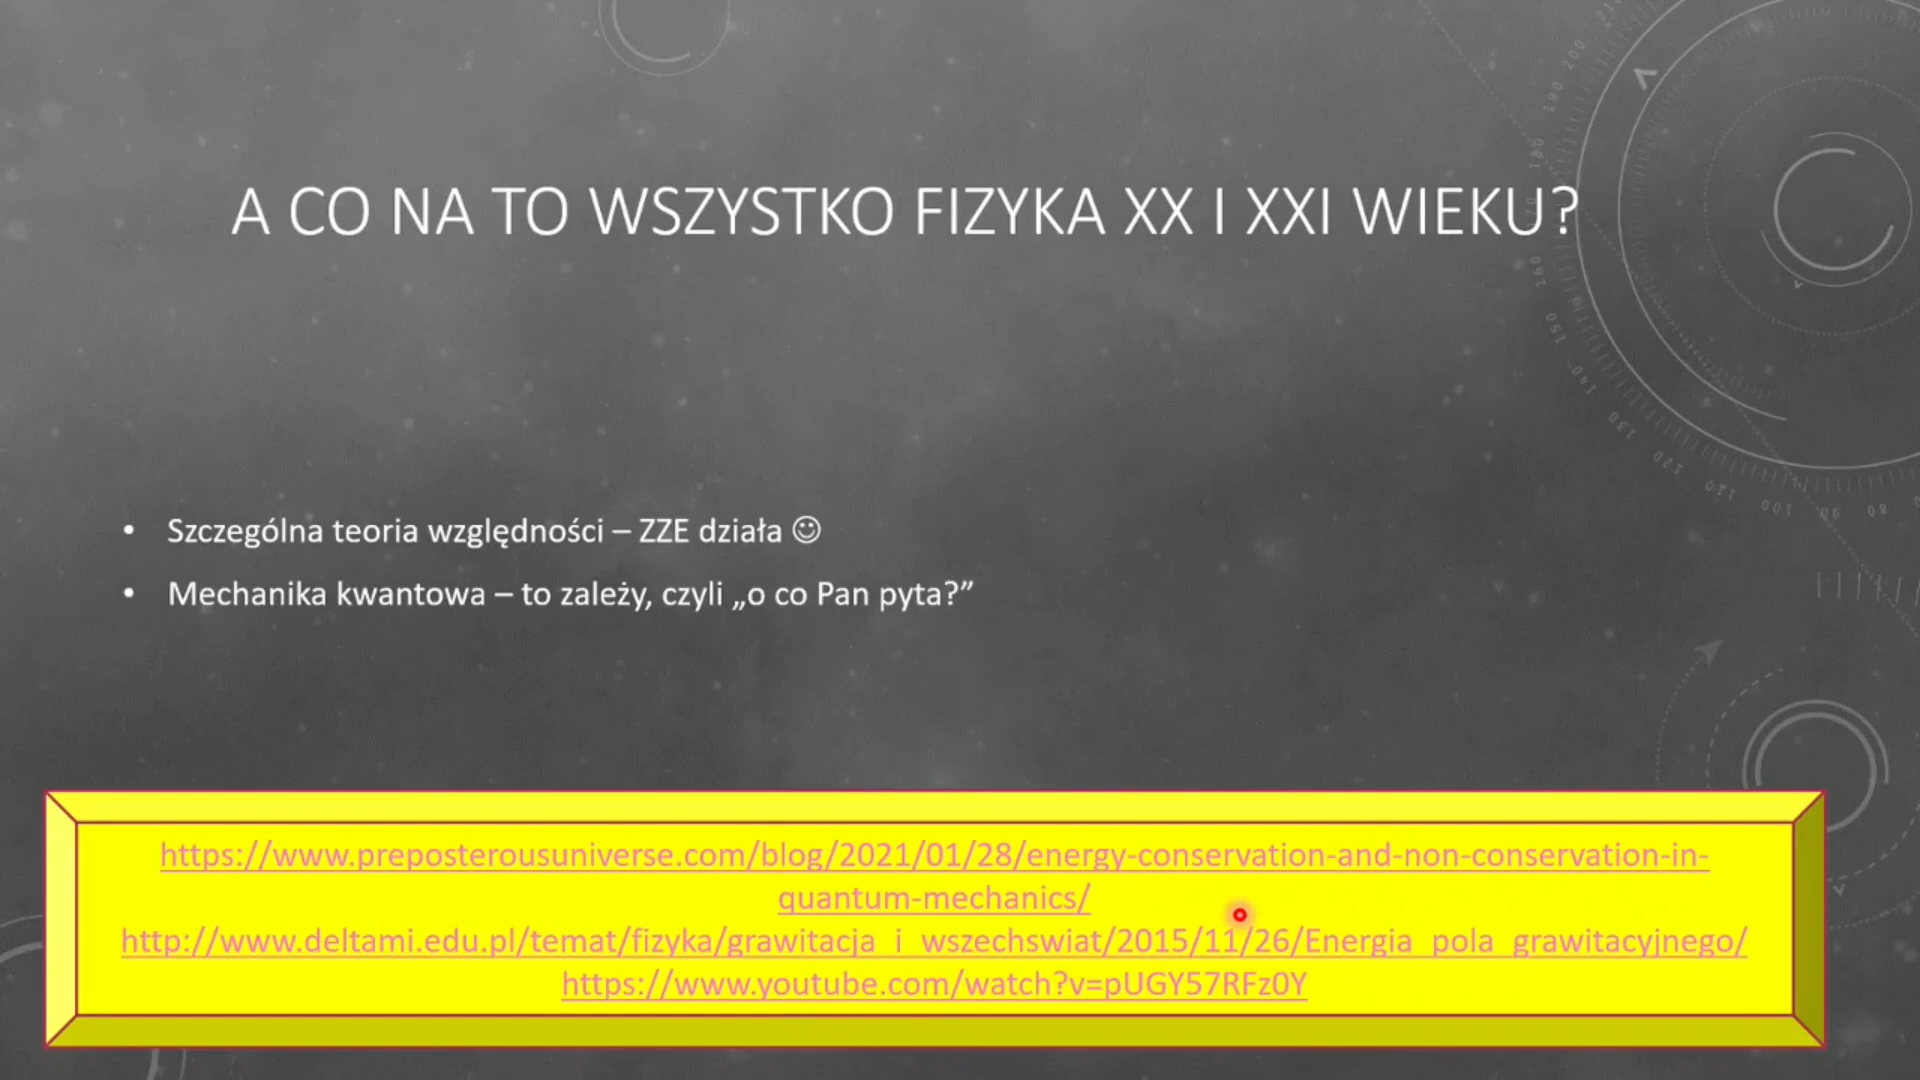 A CO NA TO WSZYSTKO FIZYKA XX I XXI WIEKU?
• Szczególna teoria względności – ZZE działa ☺
• Mechanika kwantowa – to zależy, czyli „o co Pan pyta?”
https://www.preposterousuniverse.com/blog/2021/01/28/energy-conservation-and-non-conservation-in-
quantum-mechanics/
http://www.deltami.edu.pl/temat/fizyka/grawitacja_i_wszechswiat/2015/11/26/Energia_pola_grawitacyjnego/
https://www.youtube.com/watch?v=pUGY57RFz0Y